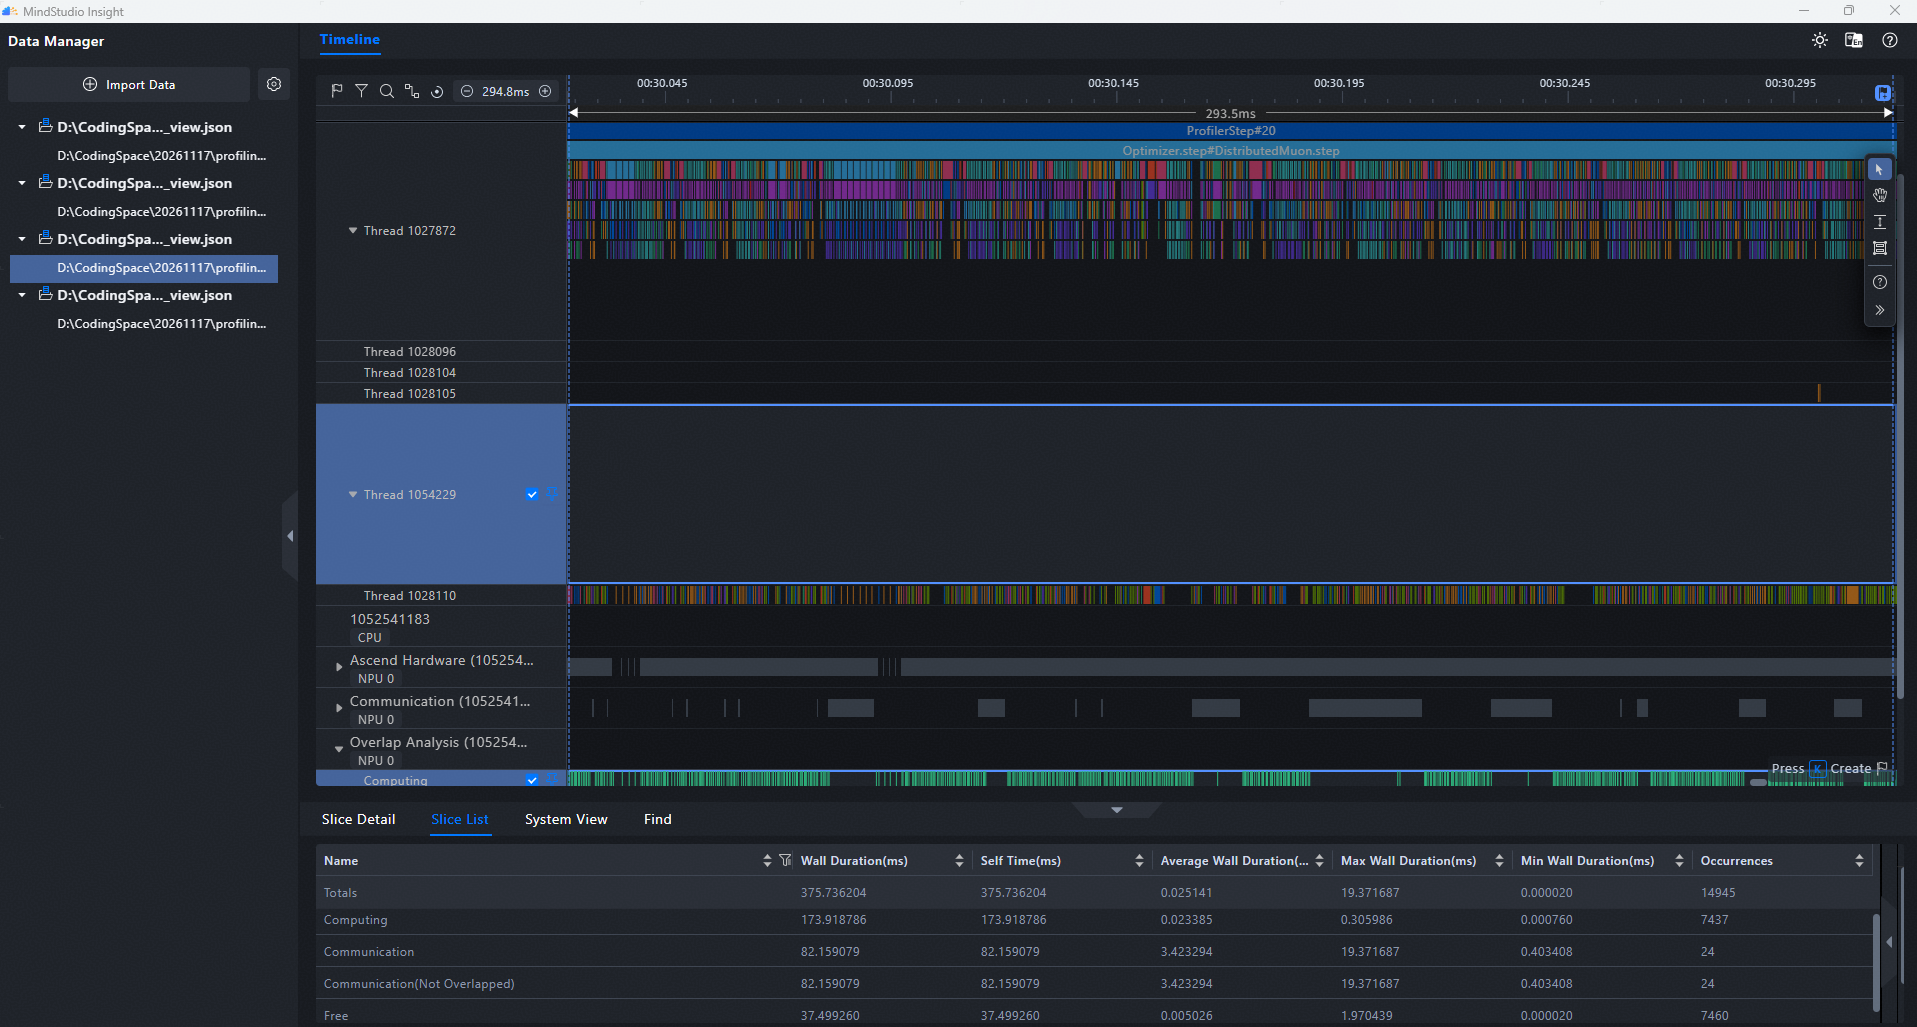 MindStudio Insight
Data Manager
Import Data
D:\CodingSpa..._view.json
D:\CodingSpace\20261117\profilin...
D:\CodingSpa..._view.json
D:\CodingSpace\20261117\profilin...
D:\CodingSpa..._view.json
D:\CodingSpace\20261117\profilin...
D:\CodingSpa..._view.json
D:\CodingSpace\20261117\profilin...
Timeline
En
294.8ms
00:30.045 00:30.095 00:30.145 00:30.195 00:30.245 00:30.295
293.5ms
ProfilerStep#20
Optimizer.step#DistributedMuon.step
Thread 1027872
Thread 1028096
Thread 1028104
Thread 1028105
Thread 1054229
Thread 1028110
1052541183
CPU
Ascend Hardware (105254...
NPU 0
Communication (1052541...
NPU 0
Overlap Analysis (105254...
NPU 0
Computing
Press K Create
Slice Detail Slice List System View Find
Name Wall Duration(ms) Self Time(ms) Average Wall Duration(... Max Wall Duration(ms) Min Wall Duration(ms) Occurrences
Totals 375.736204 375.736204 0.025141 19.371687 0.000020 14945
Computing 173.918786 173.918786 0.023385 0.305986 0.000760 7437
Communication 82.159079 82.159079 3.423294 19.371687 0.403408 24
Communication(Not Overlapped) 82.159079 82.159079 3.423294 19.371687 0.403408 24
Free 37.499260 37.499260 0.005026 1.970439 0.000020 7460